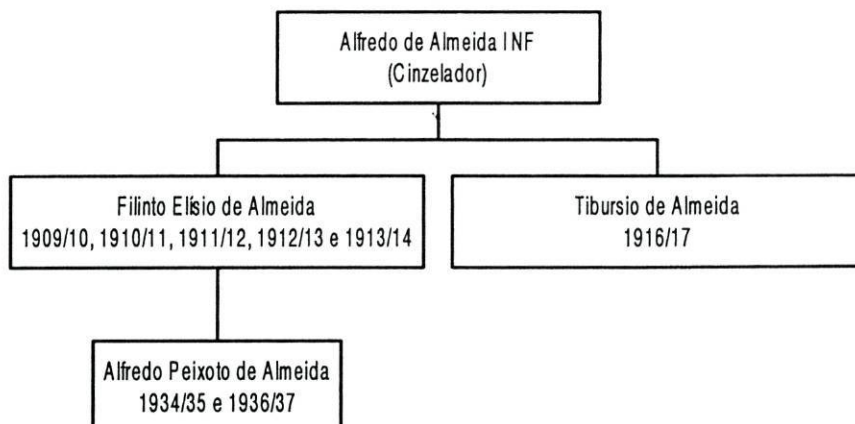 Alfredo de Almeida INF
(Cinzelador)
Filinto Elísio de Almeida
1909/10, 1910/11, 1911/12, 1912/13 e 1913/14
Tibursio de Almeida
1916/17
Alfredo Peixoto de Almeida
1934/35 e 1936/37